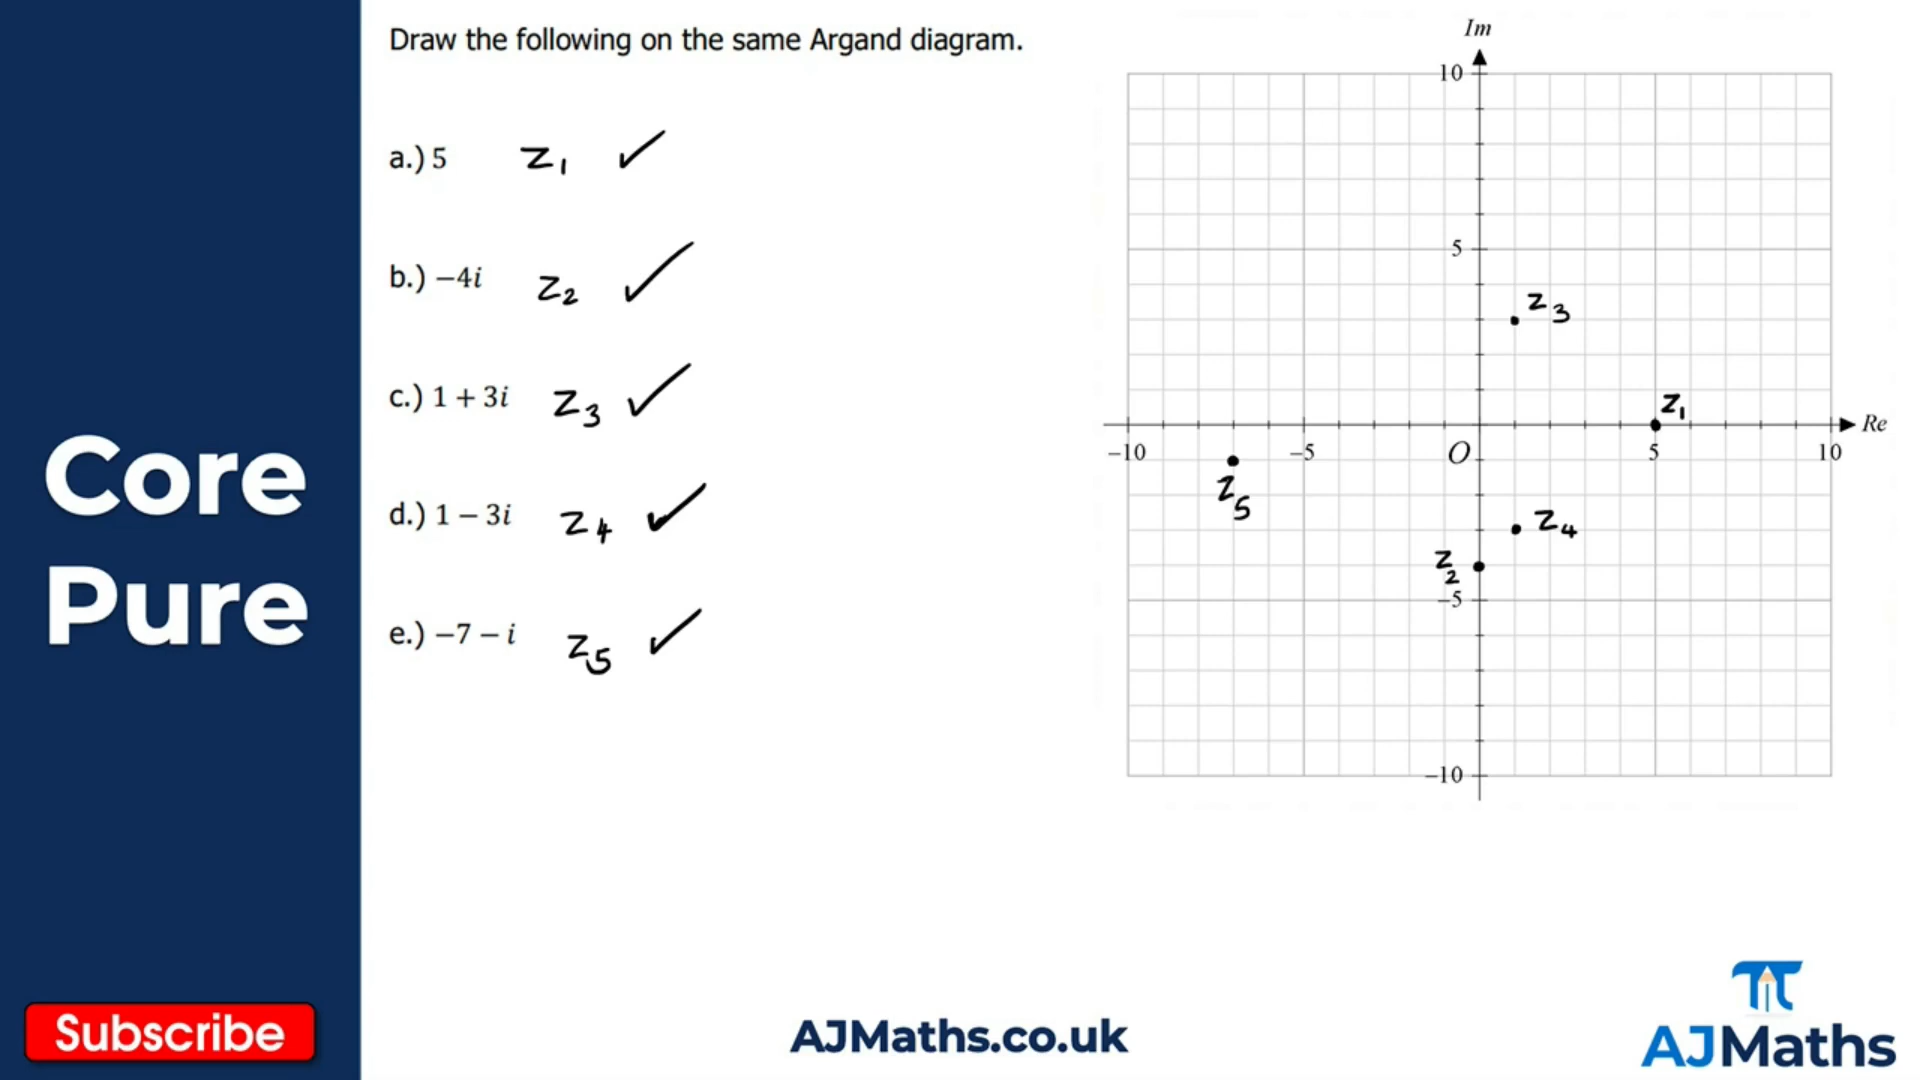 Draw the following on the same Argand diagram.
a.) 5 z₁ ✓
b.) −4i z₂ ✓
c.) 1 + 3i z₃ ✓
d.) 1 − 3i z₄ ✓
e.) −7 − i z₅ ✓
Im
10
5
z₃
z₁
Re
−10
−5
O
5
10
z₅
z₄
z₂
−5
−10
Core
Pure
Subscribe
AJMaths.co.uk
AJMaths